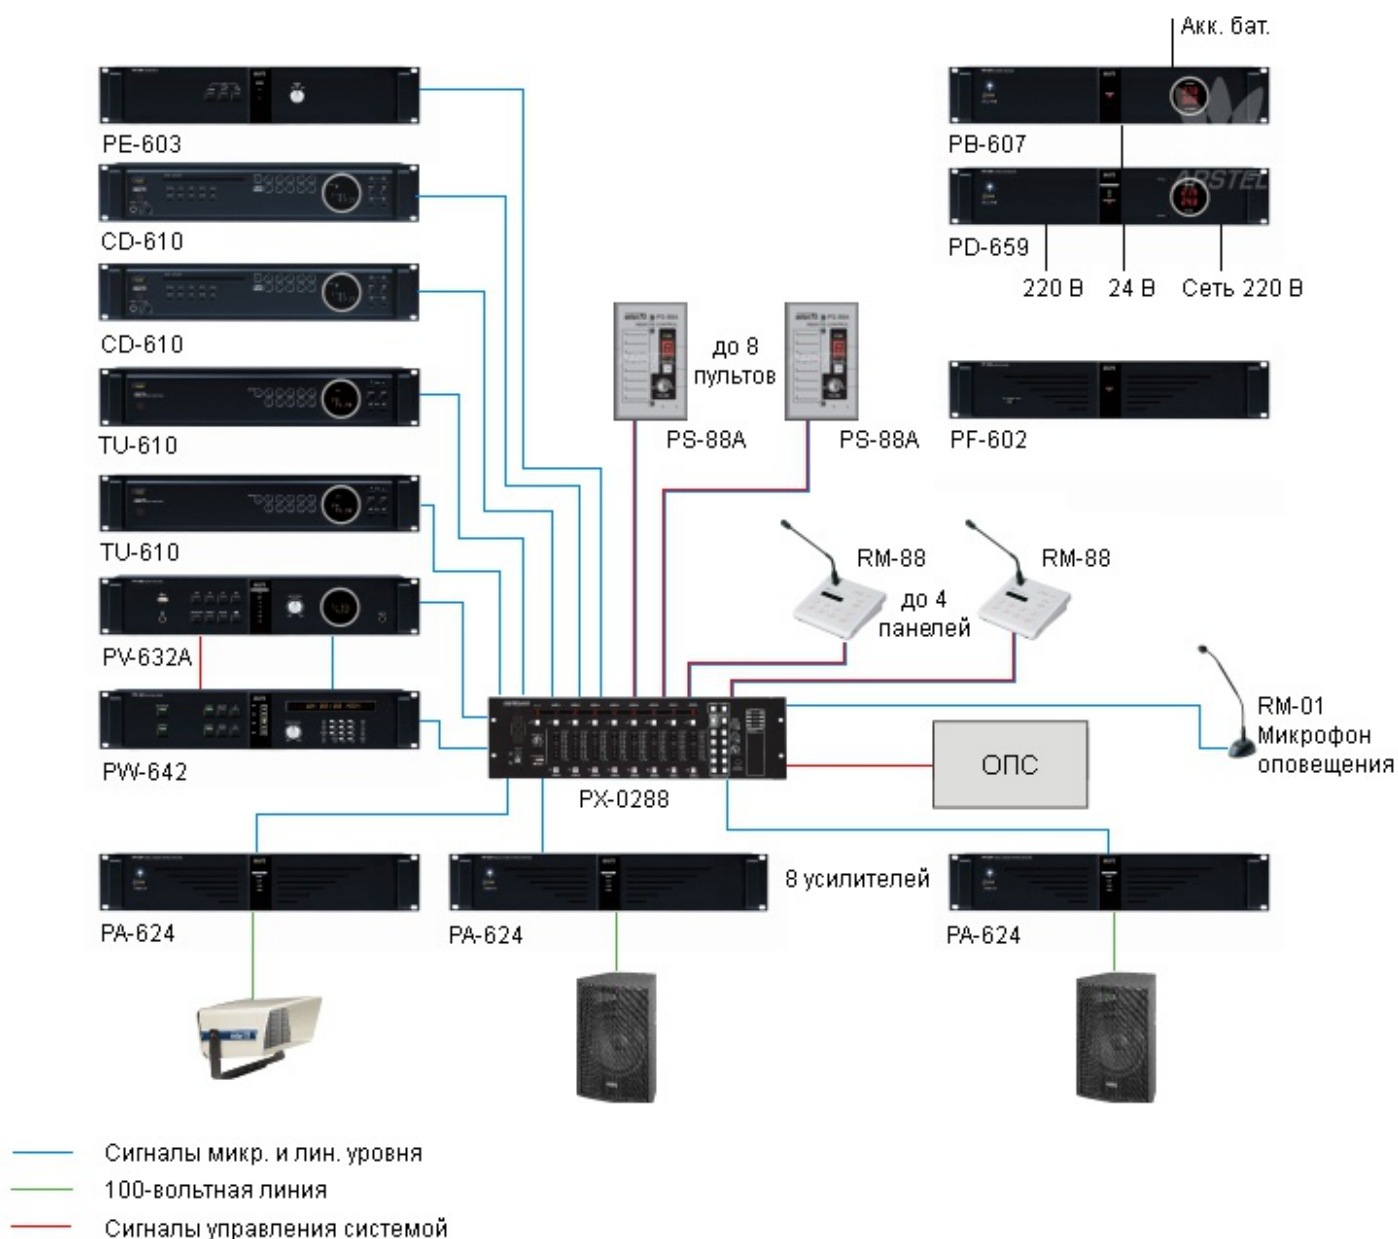 Акк. бат.
PE-603
PB-607
ARSTEL
CD-610
PD-659
220 В
24 В
Сеть 220 В
CD-610
до 8
пультов
PS-88A
PS-88A
PF-602
TU-610
TU-610
RM-88
RM-88
до 4
панелей
PV-632A
RM-01
Микрофон
оповещения
ОПС
PW-642
PX-0288
8 усилителей
PA-624
PA-624
PA-624
Сигналы микр. и лин. уровня
100-вольтная линия
Сигналы управления системой